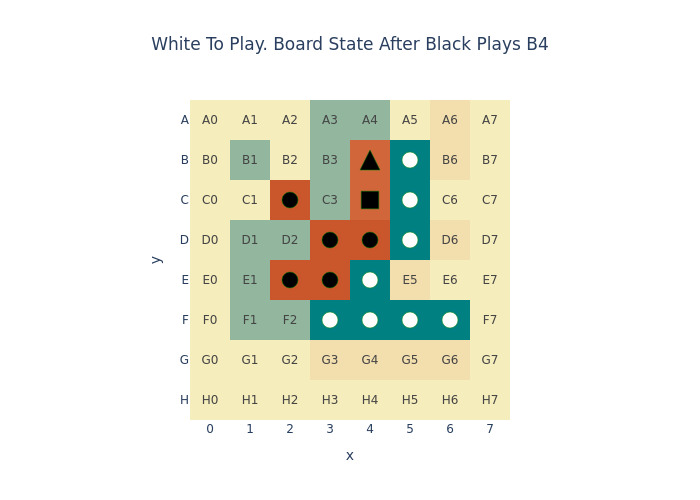 White To Play. Board State After Black Plays B4
A A0 A1 A2 A3 A4 A5 A6 A7
B B0 B1 B2 B3 B6 B7
C C0 C1 C3 C6 C7
D D0 D1 D2 D6 D7
E E0 E1 E5 E6 E7
F F0 F1 F2 F7
G G0 G1 G2 G3 G4 G5 G6 G7
H H0 H1 H2 H3 H4 H5 H6 H7
0 1 2 3 4 5 6 7
x
y